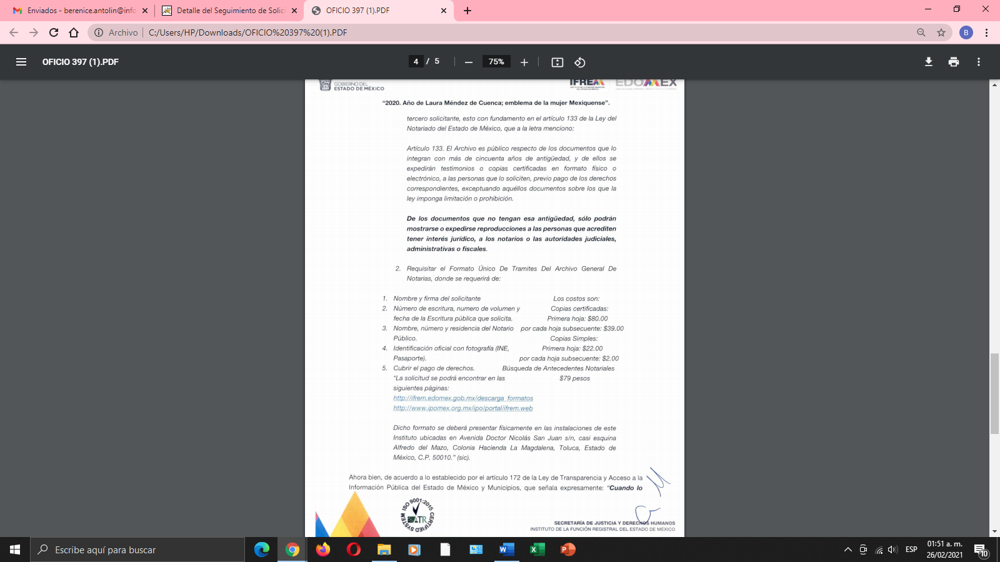 Enviados - berenice.antolin@info
Detalle del Seguimiento de Solici
OFICIO 397 (1).PDF
Archivo
C:/Users/HP/Downloads/OFICIO%20397%20(1).PDF
B
OFICIO 397 (1).PDF
4 / 5
75%
GOBIERNO DEL
ESTADO DE MÉXICO
IFREM
EDOMEX
“2020. Año de Laura Méndez de Cuenca; emblema de la mujer Mexiquense”.
tercero solicitante, esto con fundamento en el artículo 133 de la Ley del
Notariado del Estado de México, que a la letra menciono:
Artículo 133. El Archivo es público respecto de los documentos que lo
integran con más de cincuenta años de antigüedad, y de ellos se
expedirán testimonios o copias certificadas en formato físico o
electrónico, a las personas que lo soliciten, previo pago de los derechos
correspondientes, exceptuando aquéllos documentos sobre los que la
ley imponga limitación o prohibición.
De los documentos que no tengan esa antigüedad, sólo podrán
mostrarse o expedirse reproducciones a las personas que acrediten
tener interés jurídico, a los notarios o las autoridades judiciales,
administrativas o fiscales.
2. Requisitar el Formato Único De Tramites Del Archivo General De
Notarias, donde se requerirá de:
1. Nombre y firma del solicitante
2. Número de escritura, numero de volumen y
fecha de la Escritura pública que solicita.
3. Nombre, número y residencia del Notario
Público.
4. Identificación oficial con fotografía (INE,
Pasaporte).
5. Cubrir el pago de derechos.
“La solicitud se podrá encontrar en las
siguientes páginas:
http://ifrem.edomex.gob.mx/descarga_formatos
http://www.ipomex.org.mx/ipo/portal/ifrem.web
Los costos son:
Copias certificadas:
Primera hoja: $80.00
por cada hoja subsecuente: $39.00
Copias Simples:
Primera hoja: $22.00
por cada hoja subsecuente: $2.00
Búsqueda de Antecedentes Notariales
$79 pesos
Dicho formato se deberá presentar físicamente en las instalaciones de este
Instituto ubicadas en Avenida Doctor Nicolás San Juan s/n, casi esquina
Alfredo del Mazo, Colonia Hacienda La Magdalena, Toluca, Estado de
México, C.P. 50010.” (sic).
Ahora bien, de acuerdo a lo establecido por el artículo 172 de la Ley de Transparencia y Acceso a la
Información Pública del Estado de México y Municipios, que señala expresamente: “Cuando lo
ISO 9001:2015
CERTIFIED SYSTEM
ATR
SECRETARÍA DE JUSTICIA Y DERECHOS HUMANOS
INSTITUTO DE LA FUNCIÓN REGISTRAL DEL ESTADO DE MÉXICO
Escribe aquí para buscar
ESP
01:51 a. m.
26/02/2021
10